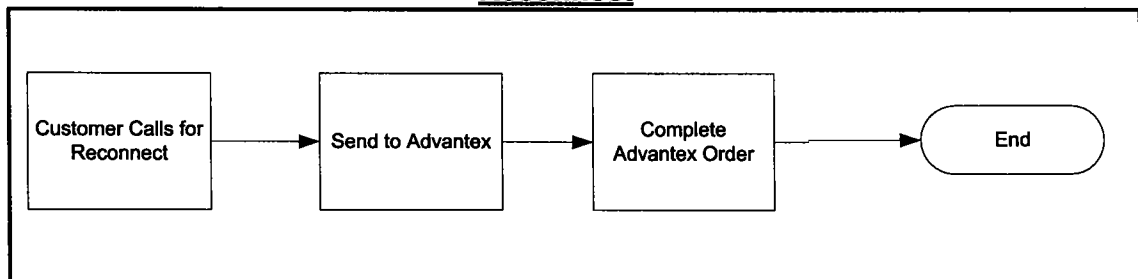 Customer Calls for
Reconnect
Send to Advantex
Complete
Advantex Order
End